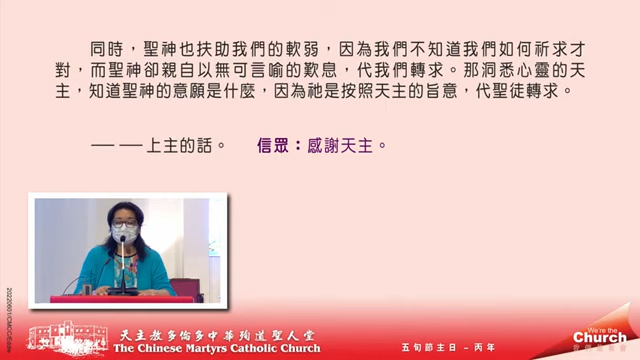 同時，聖神也扶助我們的軟弱，因為我們不知道我們如何祈求才
對，而聖神卻親自以無可言喻的歎息，代我們轉求。那洞悉心靈的天
主，知道聖神的意願是什麼，因為祂是按照天主的旨意，代聖徒轉求。
— — 上主的話。 信眾：感謝天主。
天主教多倫多中華殉道聖人堂
The Chinese Martyrs Catholic Church
五旬節主日 – 丙年
We're the
Church